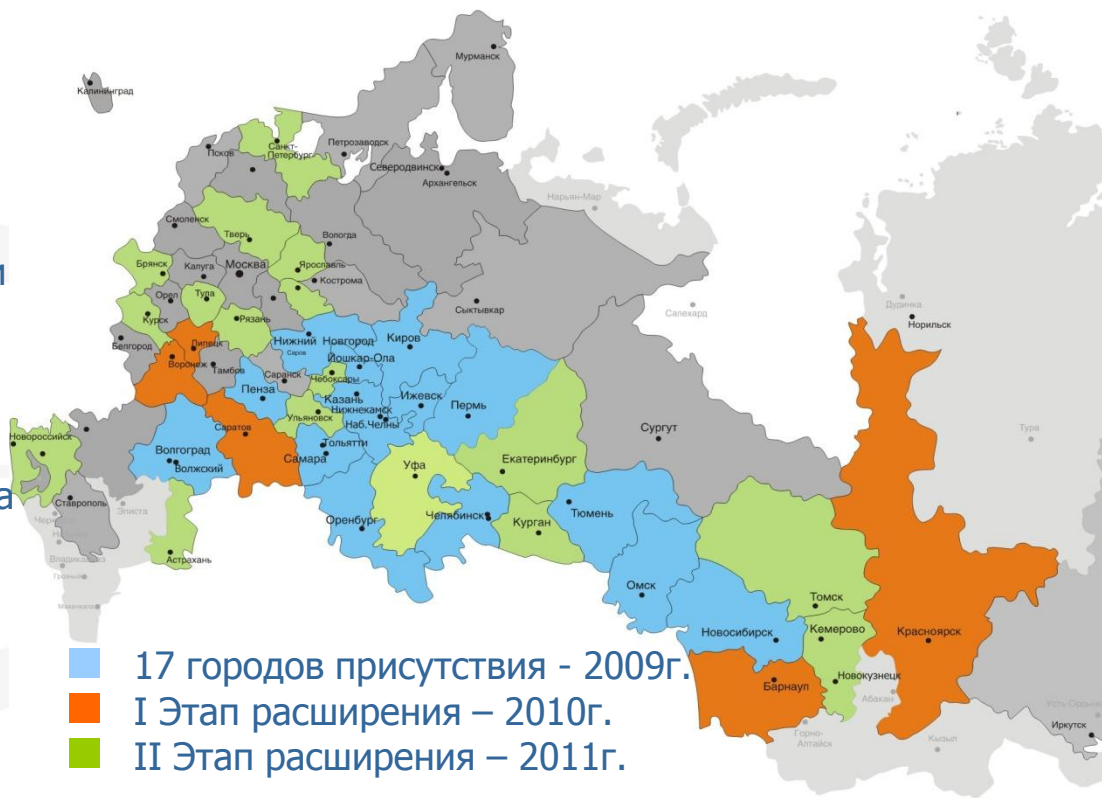 Мурманск
Калининград
Санкт-
Петербург
Петрозаводск
Псков
Северодвинск
Архангельск
Нарьян-Мар
Смоленск
Тверь
Вологда
и
Брянск
Калуга
Москва
Ярославль
Кострома
Орел
Тула
Сыктывкар
Салехард
Дудинка
Норильск
Курск
Рязань
Белгород
Липецк
Нижний Новгород
Киров
Саров
Йошкар-Ола
Воронеж
Тамбов
Саранск
Чебоксары
Пенза
Казань
Ижевск
Нижнекамск
Пермь
Ульяновск
Наб.Челны
Саратов
Сургут
Тура
Новороссийск
Тольятти
Волгоград
Самара
Уфа
Екатеринбург
Волжский
а
Ставрополь
Элиста
Оренбург
Челябинск
Курган
Тюмень
Астрахань
Грозный
Махачкала
Омск
Томск
Новосибирск
Кемерово
Красноярск
Барнаул
Новокузнецк
Абакан
Горно-
Алтайск
Кызыл
Иркутск
17 городов присутствия - 2009г.
I Этап расширения – 2010г.
II Этап расширения – 2011г.